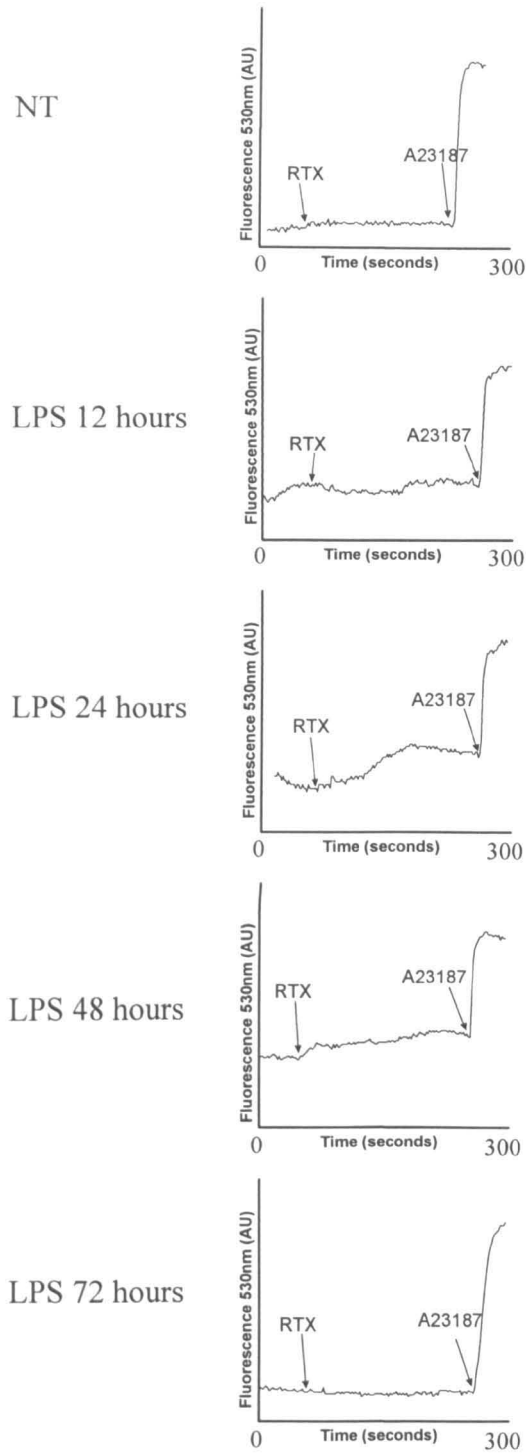 NT
Fluorescence 530nm (AU)
RTX
A23187
0
Time (seconds)
300
LPS 12 hours
Fluorescence 530nm (AU)
RTX
A23187
0
Time (seconds)
300
LPS 24 hours
Fluorescence 530nm (AU)
RTX
A23187
0
Time (seconds)
300
LPS 48 hours
Fluorescence 530nm (AU)
RTX
A23187
0
Time (seconds)
300
LPS 72 hours
Fluorescence 530nm (AU)
RTX
A23187
0
Time (seconds)
300